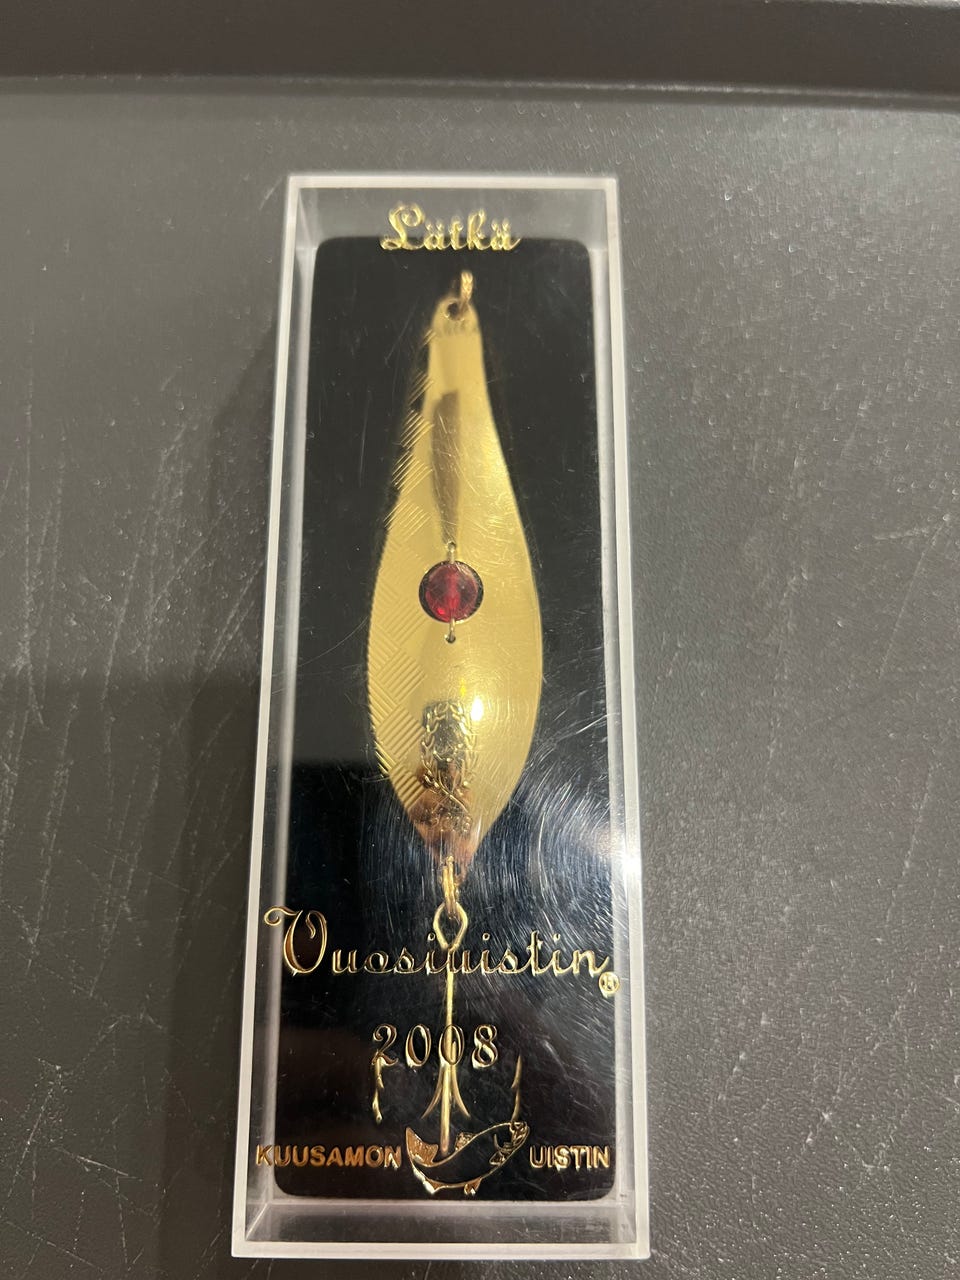 Lätkä
Vuosiuistin®
2008
KUUSAMON UISTIN